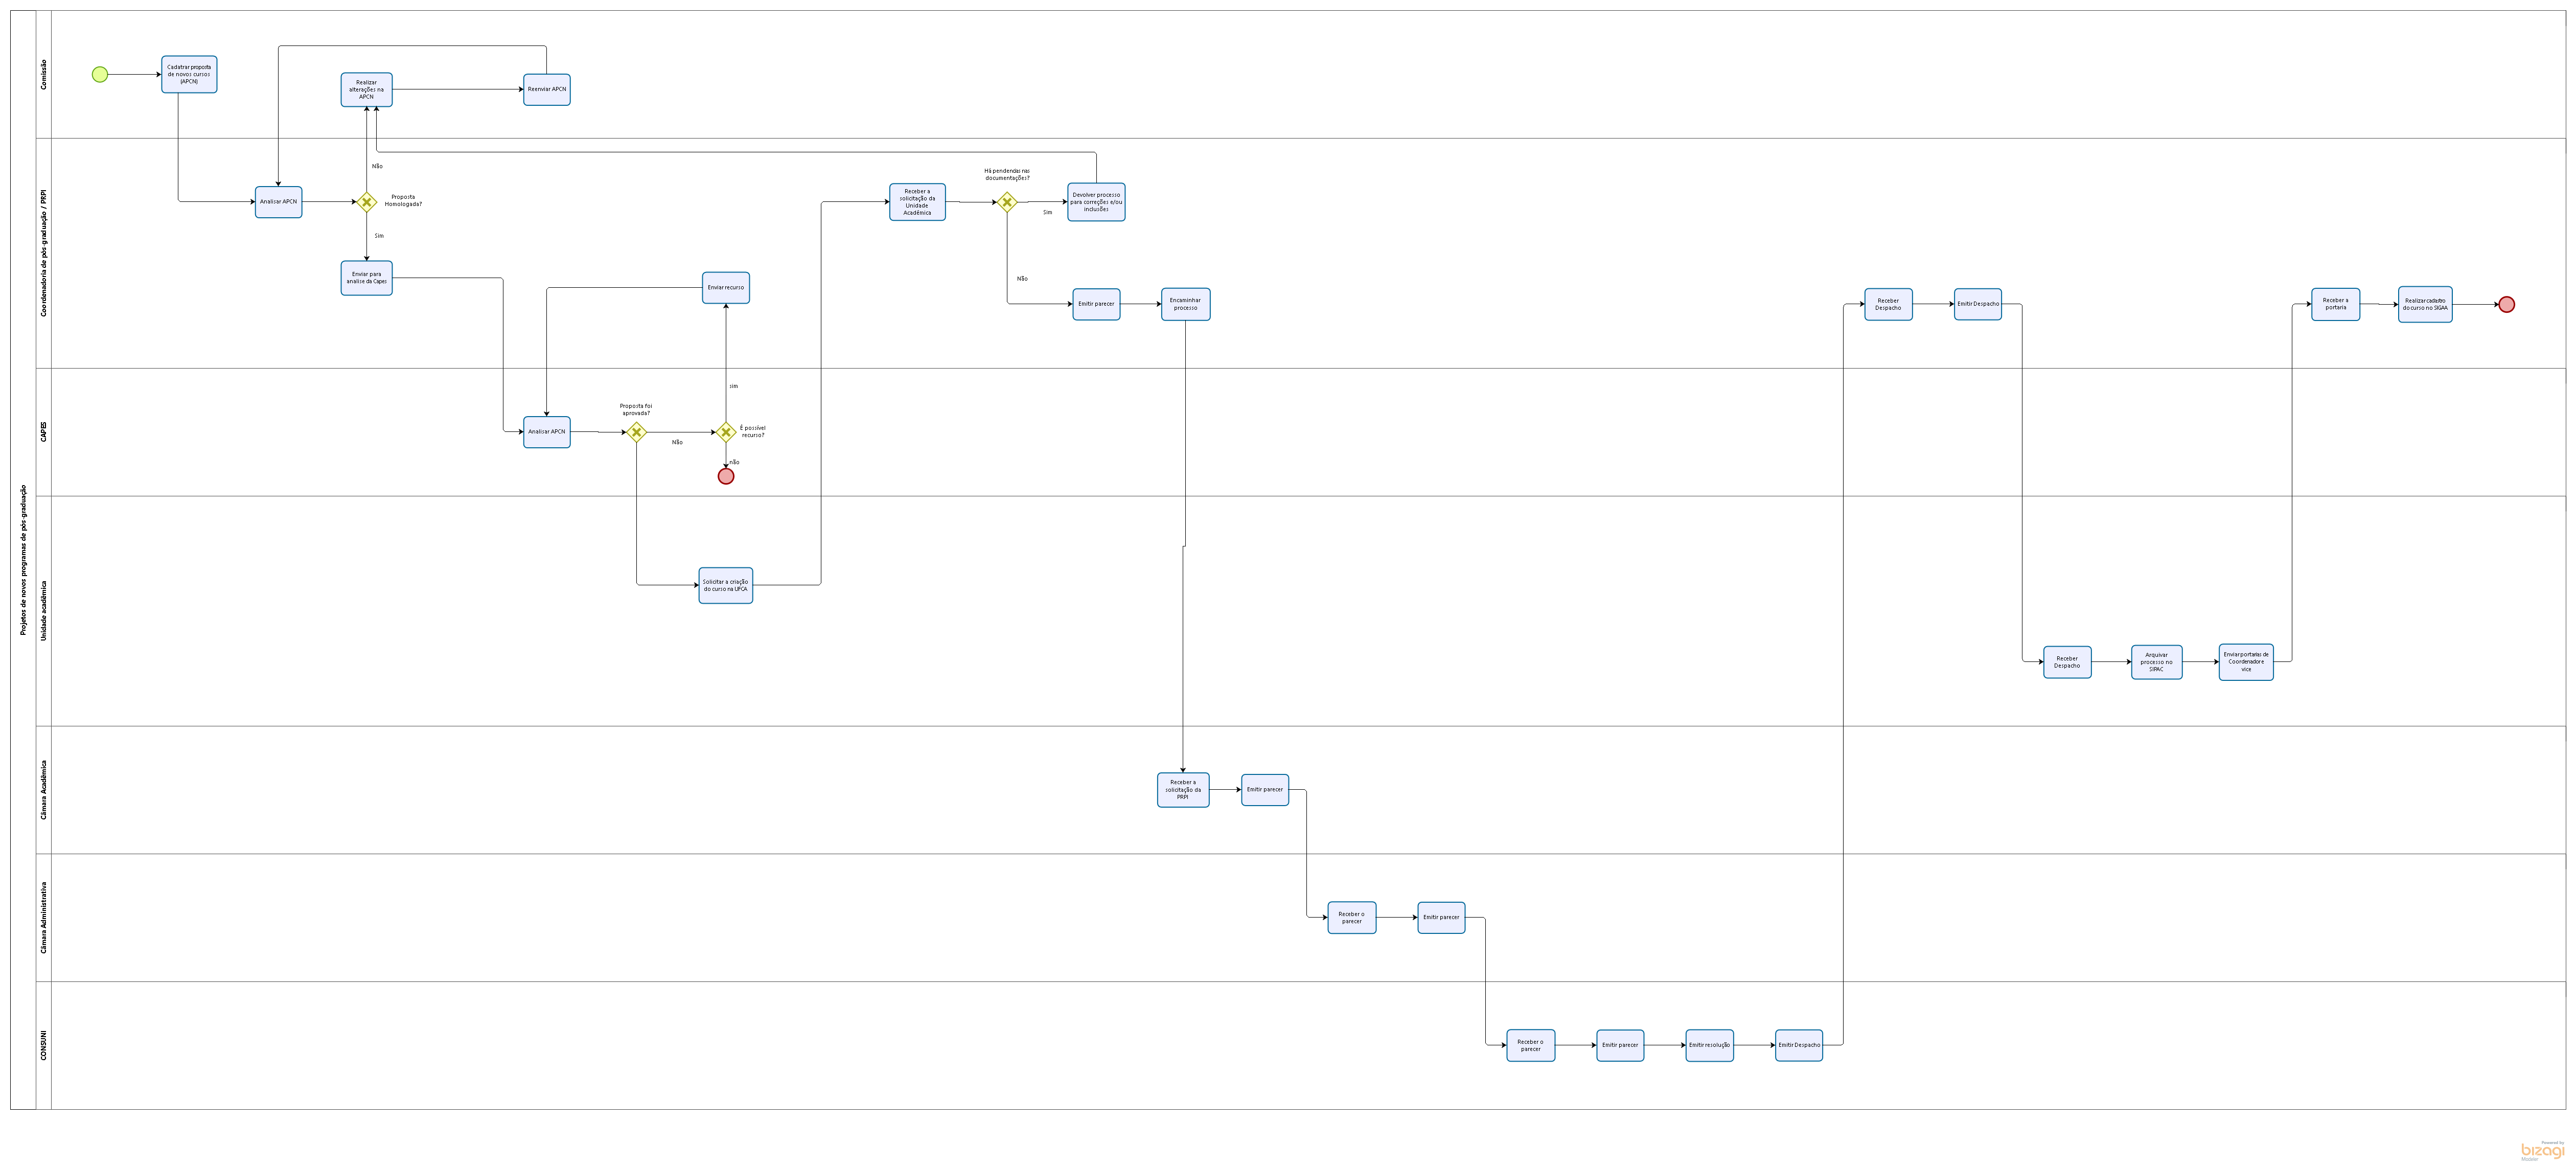 Projetos de novos programas de pós-graduação
Comissão
Cadatrar proposta
de novos cursos
(APCN)
Realizar
alterações na
APCN
Reenviar APCN
Coordenadoria de pós-graduação / PRPI
Analisar APCN
Não
Proposta
Homologada?
Sim
Enviar para
analise da Capes
Enviar recurso
Receber a
solicitação da
Unidade
Acadêmica
Há pendencias nas
documentações?
Sim
Devolver processo
para correções e/ou
inclusões
Não
Emitir parecer
Encaminhar
processo
Receber
Despacho
Emitir Despacho
Receber a
portaria
Realizar cadastro
do curso no SIGAA
CAPES
Analisar APCN
Proposta foi
aprovada?
Não
sim
É possível
recurso?
não
Unidade acadêmica
Solicitar a criação
do curso na UFCA
Receber
Despacho
Arquivar
processo no
SIPAC
Enviar portarias de
Coordenador e
vice
Câmara Acadêmica
Receber a
solicitação da
PRPI
Emitir parecer
Câmara Administrativa
Receber o
parecer
Emitir parecer
CONSUNI
Receber o
parecer
Emitir parecer
Emitir resolução
Emitir Despacho
Powered by
bizagi
Modeler